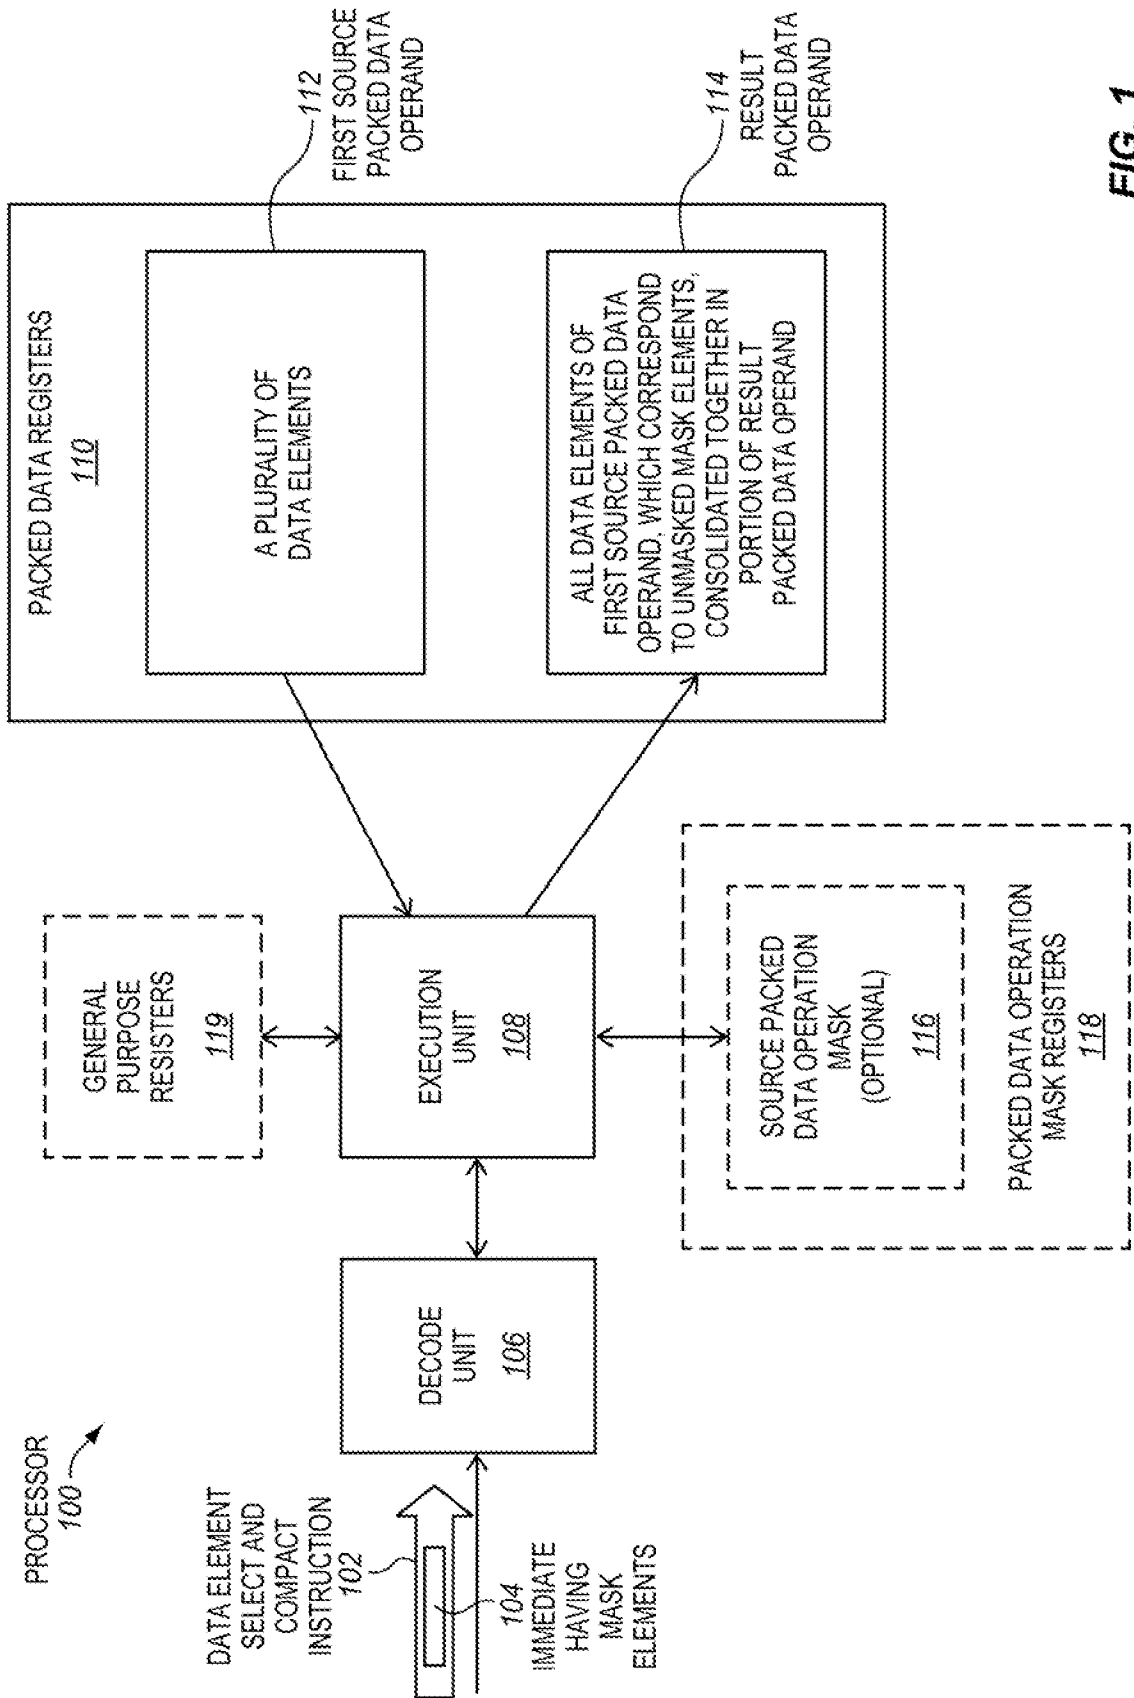 PROCESSOR
100
DATA ELEMENT
SELECT AND
COMPACT
INSTRUCTION
102
104
IMMEDIATE
HAVING
MASK
ELEMENTS
DECODE
UNIT
106
GENERAL
PURPOSE
RESISTERS
119
EXECUTION
UNIT
108
SOURCE PACKED
DATA OPERATION
MASK
(OPTIONAL)
116
PACKED DATA OPERATION
MASK REGISTERS
118
PACKED DATA REGISTERS
110
A PLURALITY OF
DATA ELEMENTS
112
FIRST SOURCE
PACKED DATA
OPERAND
ALL DATA ELEMENTS OF
FIRST SOURCE PACKED DATA
OPERAND, WHICH CORRESPOND
TO UNMASKED MASK ELEMENTS,
CONSOLIDATED TOGETHER IN
PORTION OF RESULT
PACKED DATA OPERAND
114
RESULT
PACKED DATA
OPERAND
FIG. 1